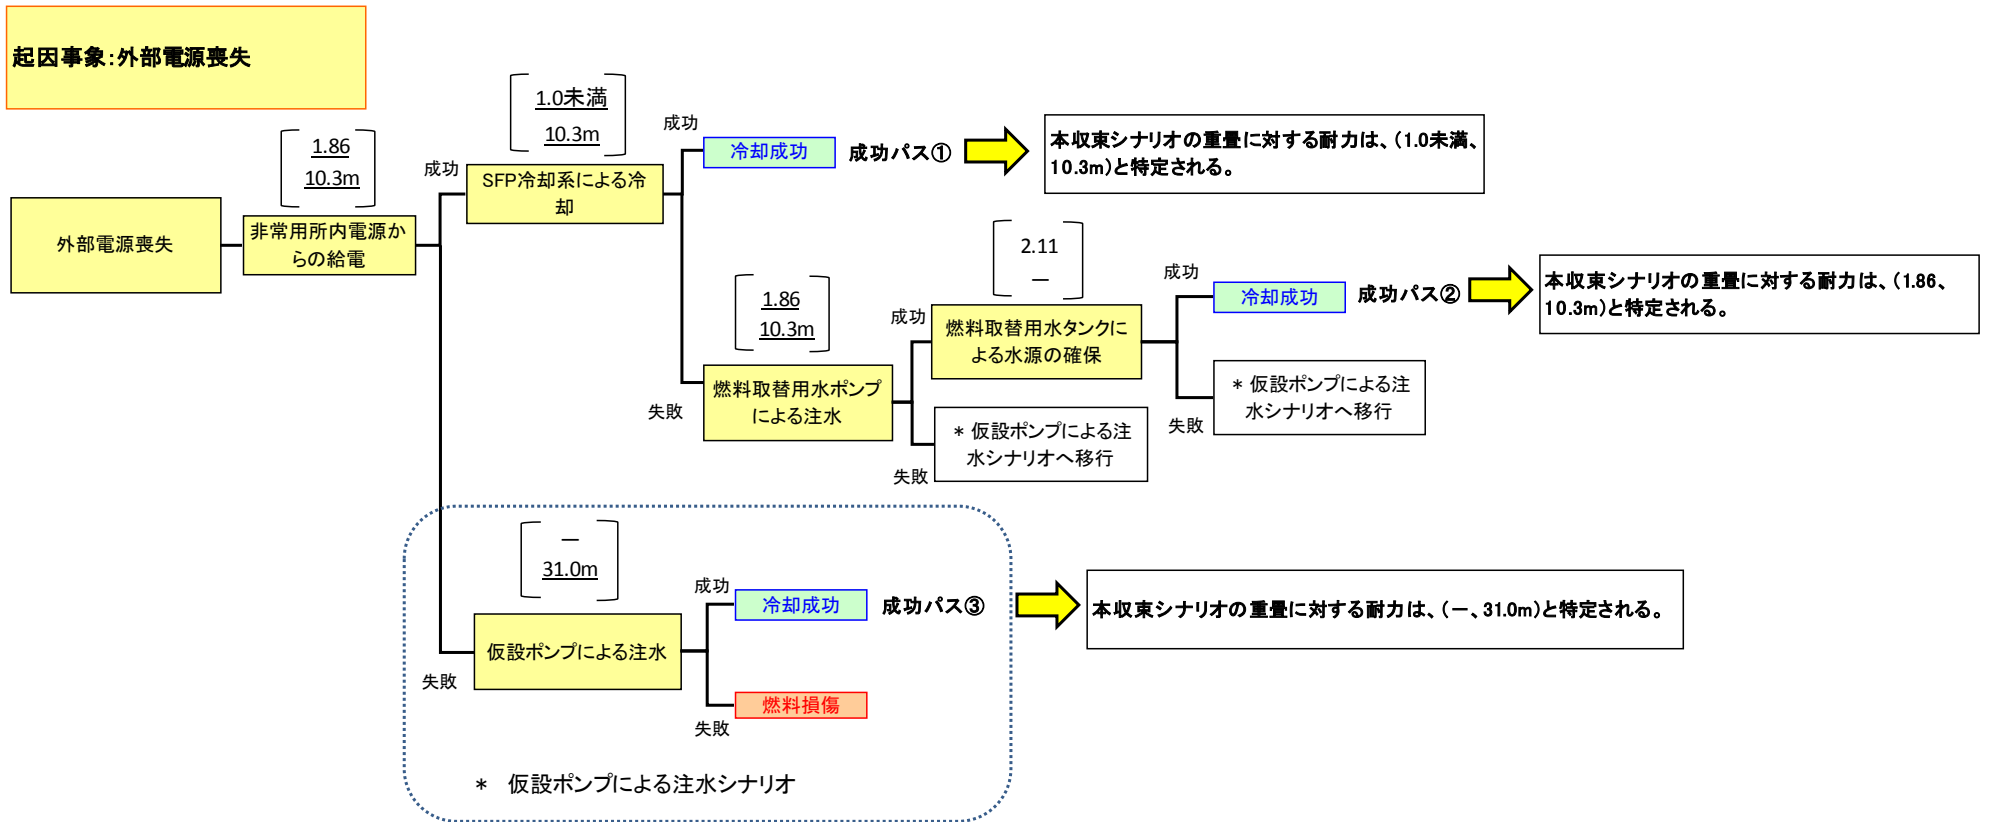 起因事象:外部電源喪失
1.0未満
10.3m
成功
冷却成功
成功パス①
本収束シナリオの重畳に対する耐力は、(1.0未満、
10.3m)と特定される。
1.86
10.3m
成功
SFP冷却系による冷
却
外部電源喪失
非常用所内電源か
らの給電
2.11
－
成功
冷却成功
成功パス②
本収束シナリオの重畳に対する耐力は、(1.86、
10.3m)と特定される。
1.86
10.3m
成功
燃料取替用水タンクに
よる水源の確保
失敗
燃料取替用水ポンプ
による注水
失敗
＊仮設ポンプによる注
水シナリオへ移行
失敗
＊仮設ポンプによる注
水シナリオへ移行
－
31.0m
成功
冷却成功
成功パス③
本収束シナリオの重畳に対する耐力は、(－、31.0m)と特定される。
失敗
仮設ポンプによる注水
失敗
燃料損傷
＊ 仮設ポンプによる注水シナリオ